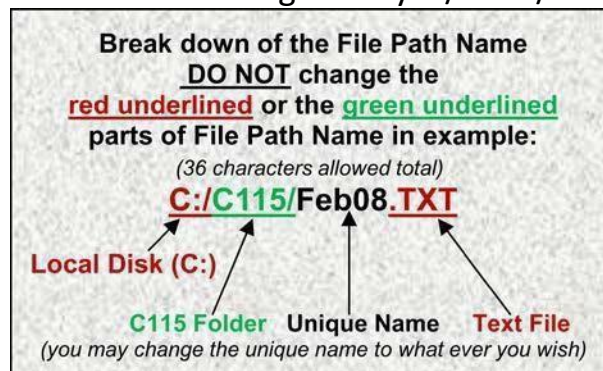 Break down of the File Path Name
DO NOT change the
red underlined or the green underlined
parts of File Path Name in example:
(36 characters allowed total)
C:/C115/Feb08.TXT
Local Disk (C:)
C115 Folder Unique Name Text File
(you may change the unique name to what ever you wish)